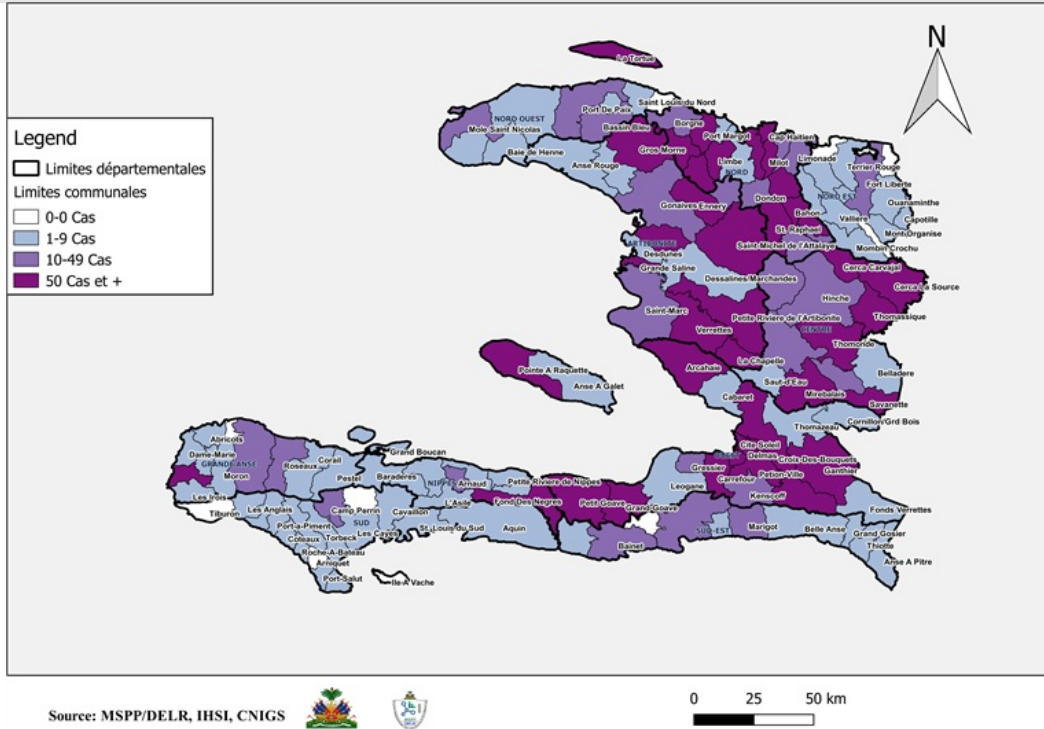 N
Legend
Limites départementales
Limites communales
0-0 Cas
1-9 Cas
10-49 Cas
50 Cas et +
La Tortue
Saint Louis du Nord
Port De Paix
NORD OUEST
Mole Saint Nicolas
Bassin Bleu
Borgne
Port Margot
Cap Haitien
Baie de Henne
Gros Morne
Limbe
Milot
Limonade
Terrier Rouge
Anse Rouge
NORD
Fort Liberte
NORD EST
Ouanaminthe
Gonaives
Ennery
Dondon
Bahon
Valliere
Capotille
St. Raphael
Mont Organise
ARTIBONITE
Saint-Michel de l'Attalaye
Mombin Crochu
Desdunes
Grande Saline
Dessalines/Marchandes
Cerca Carvajal
Cerca La Source
Hinche
Saint-Marc
Petite Rivière de l'Artibonite
Thomassique
Verrettes
CENTRE
Thomonde
La Chapelle
Belladere
Pointe A Raquette
Arcahaie
Saut-d'Eau
Anse A Galet
Cabaret
Mirebalais
Savanette
Thomazeau
Cornillon/Grd Bois
Abricots
Grand Boucan
Cite Soleil
Dame-Marie
GRANDE ANSE
Corail
Roseaux
Delmas
Croix-Des-Bouquets
Moron
Pestel
Baraderes
NIPPES
Arnaud
Petite Rivière de Nippes
Gressier
Petion-Ville
Ganthier
Carrefour
Leogane
Kenscoff
Les Irois
L'Asile
Fond Des Negres
Petit Goave
Grand-Goave
Tiburon
Les Anglais
Camp Perrin
Cavaillon
Fonds Verrettes
Port-a-Piment
SUD
St. Louis du Sud
Aquin
SUD-EST
Marigot
Belle Anse
Grand Gosier
Coteaux
Torbeck
Les Cayes
Bainet
Thiotte
Roche-A-Bateau
Arniquet
Anse A Pitre
Port-Salut
Ile-A Vache
Source: MSPP/DELR, IHSI, CNIGS
0 25 50 km